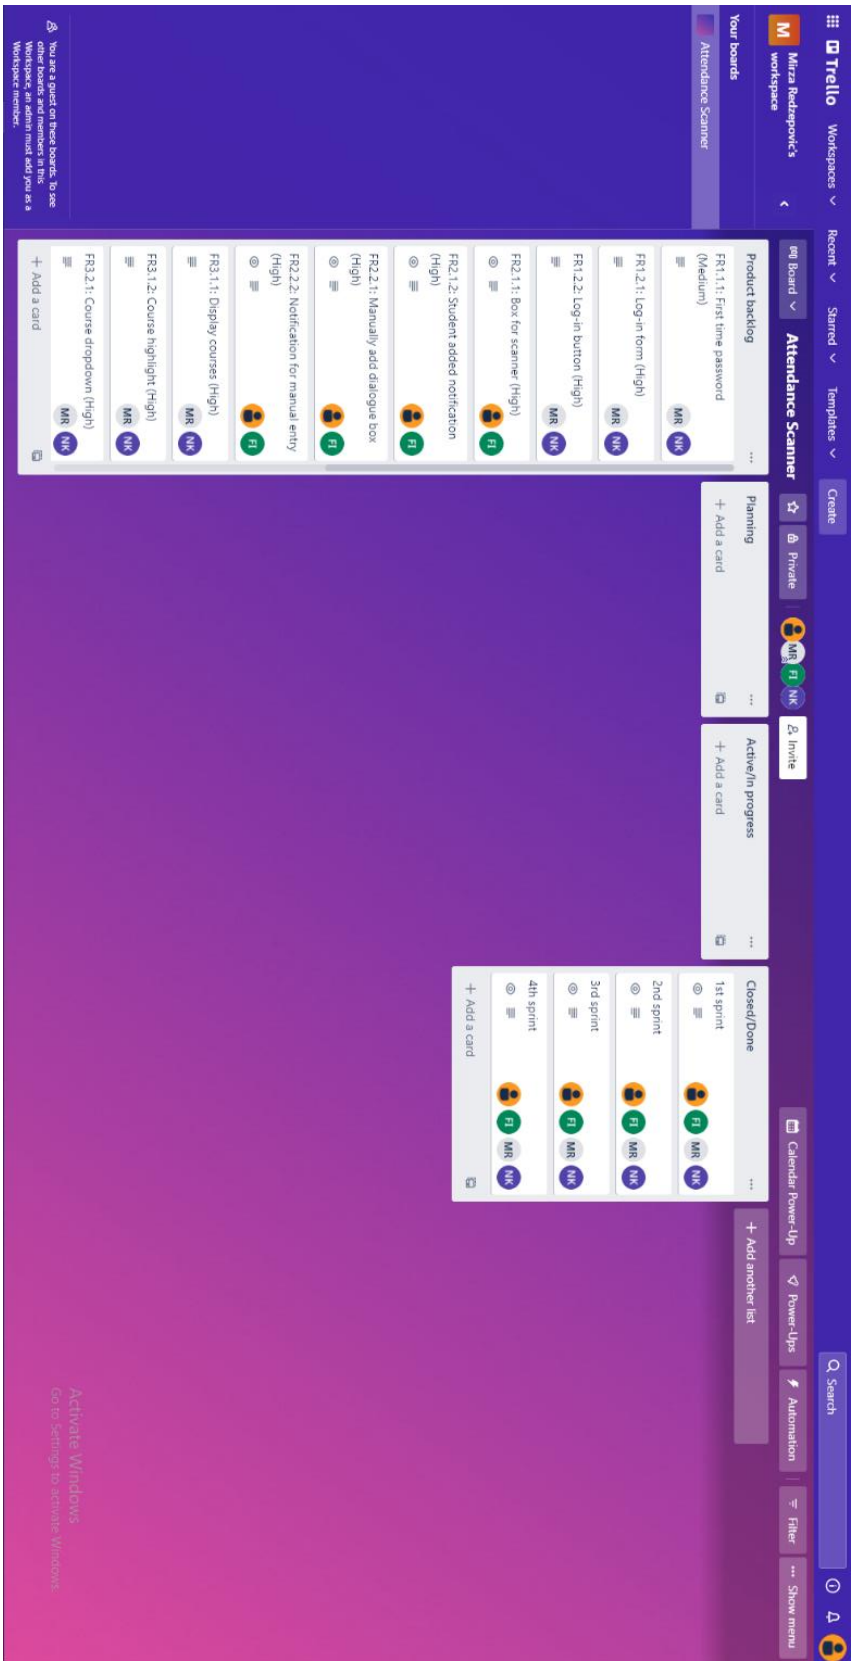 Trello
Workspaces
Recent
Starred
Templates
Create
Search
M
Mirza Redzepovic's
workspace
Board
Attendance Scanner
Private
MR
FI
NK
Invite
Calendar Power-Up
Power-Ups
Automation
Filter
... Show menu
Your boards
Attendance Scanner
You are a guest on these boards. To see
other boards and members in this
Workspace, an admin must add you as a
Workspace member.
Product backlog ...
FR1.1.1: First time password
(Medium)
MR NK
FR1.2.1: Log-in form (High)
MR NK
FR1.2.2: Log-in button (High)
MR NK
FR2.1.1: Box for scanner (High)
FI
FR2.1.2: Student added notification
(High)
FI
FR2.2.1: Manually add dialogue box
(High)
FI
FR2.2.2: Notification for manual entry
(High)
FI
FR3.1.1: Display courses (High)
MR NK
FR3.1.2: Course highlight (High)
MR NK
FR3.2.1: Course dropdown (High)
MR NK
+ Add a card
Planning ...
+ Add a card
Active/In progress ...
+ Add a card
Closed/Done ...
1st sprint
FI MR NK
2nd sprint
FI MR NK
3rd sprint
FI MR NK
4th sprint
FI MR NK
+ Add a card
+ Add another list
Activate Windows
Go to Settings to activate Windows.